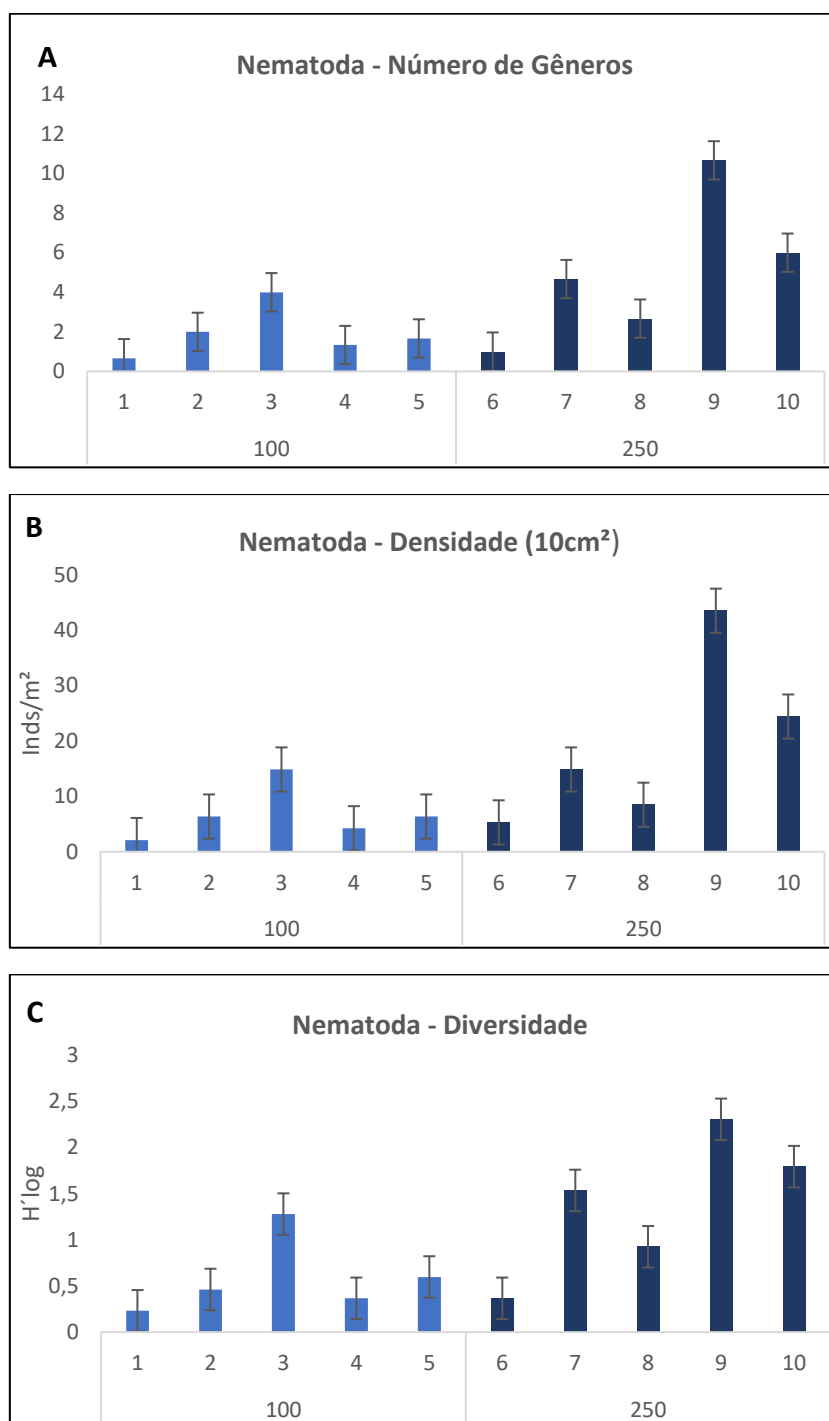 A
Nematoda - Número de Gêneros
14
12
10
8
6
4
2
0
1 2 3 4 5 6 7 8 9 10
100 250
B
Nematoda - Densidade (10cm²)
50
40
30
20
10
0
Inds/m²
1 2 3 4 5 6 7 8 9 10
100 250
C
Nematoda - Diversidade
3
2,5
2
1,5
1
0,5
0
H´log
1 2 3 4 5 6 7 8 9 10
100 250